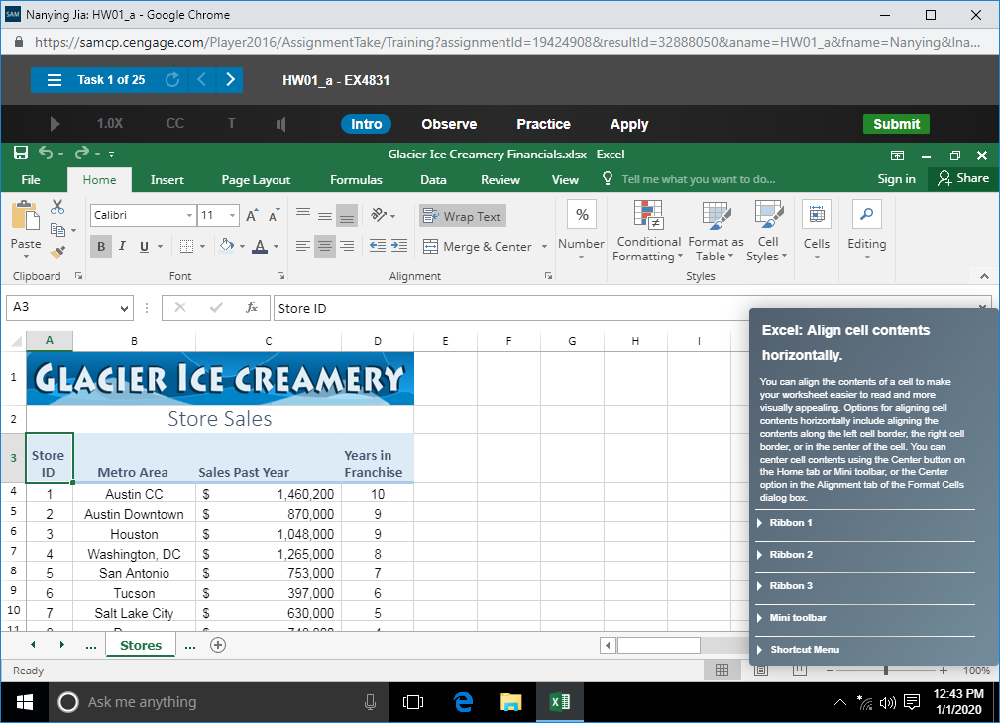 SAM Nanying Jia: HW01_a - Google Chrome
https://samcp.cengage.com/Player2016/AssignmentTake/Training?assignmentId=19424908&resultId=32888050&aname=HW01_a&fname=Nanying&lna...
Task 1 of 25 HW01_a - EX4831
1.0X CC T Intro Observe Practice Apply Submit
Glacier Ice Creamery Financials.xlsx - Excel
File Home Insert Page Layout Formulas Data Review View Tell me what you want to do... Sign in Share
Calibri 11 A A Wrap Text %
Paste Number Conditional Format as Cell Cells Editing
B I U A Merge & Center Formatting Table Styles
Clipboard Font Alignment Styles
A3 fx Store ID
A B C D E F G H I
1 GLACIER ICE CREAMERY
2 Store Sales
Store Years in
3 ID Metro Area Sales Past Year Franchise
4 1 Austin CC $ 1,460,200 10
5 2 Austin Downtown $ 870,000 9
6 3 Houston $ 1,048,000 9
7 4 Washington, DC $ 1,265,000 8
8 5 San Antonio $ 753,000 7
9 6 Tucson $ 397,000 6
10 7 Salt Lake City $ 630,000 5
11
Excel: Align cell contents
horizontally.
You can align the contents of a cell to make
your worksheet easier to read and more
visually appealing. Options for aligning cell
contents horizontally include aligning the
contents along the left cell border, the right cell
border, or in the center of the cell. You can
center cell contents using the Center button on
the Home tab or Mini toolbar, or the Center
option in the Alignment tab of the Format Cells
dialog box.
Ribbon 1
Ribbon 2
Ribbon 3
Mini toolbar
Shortcut Menu
... Stores ...
Ready 100%
Ask me anything 12:43 PM
1/1/2020